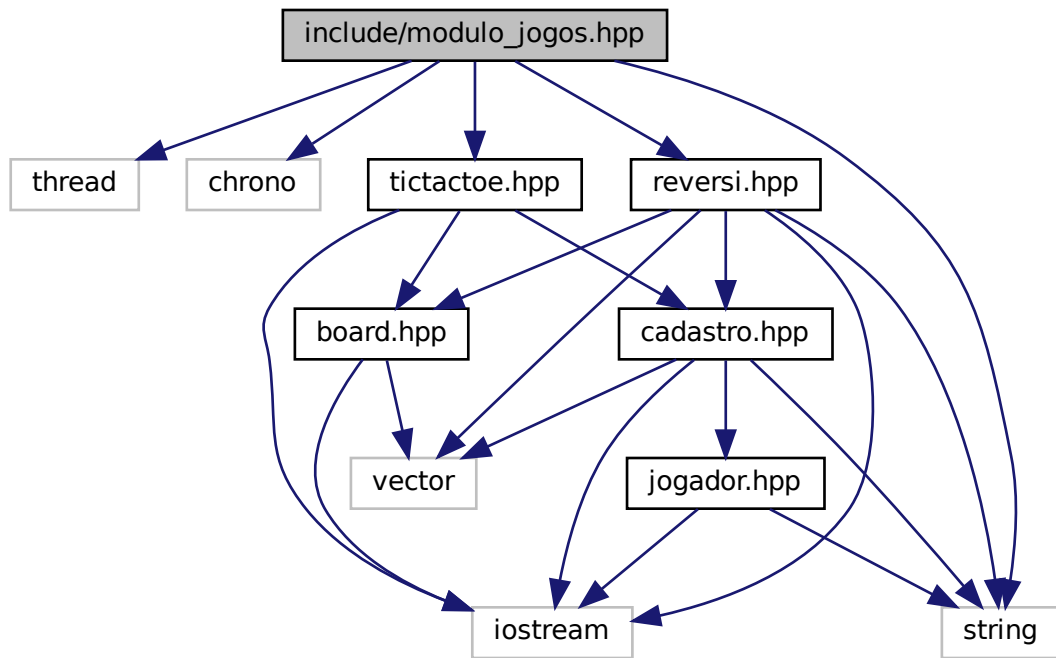 include/modulo_jogos.hpp
thread
chrono
tictactoe.hpp
reversi.hpp
board.hpp
cadastro.hpp
vector
jogador.hpp
iostream
string